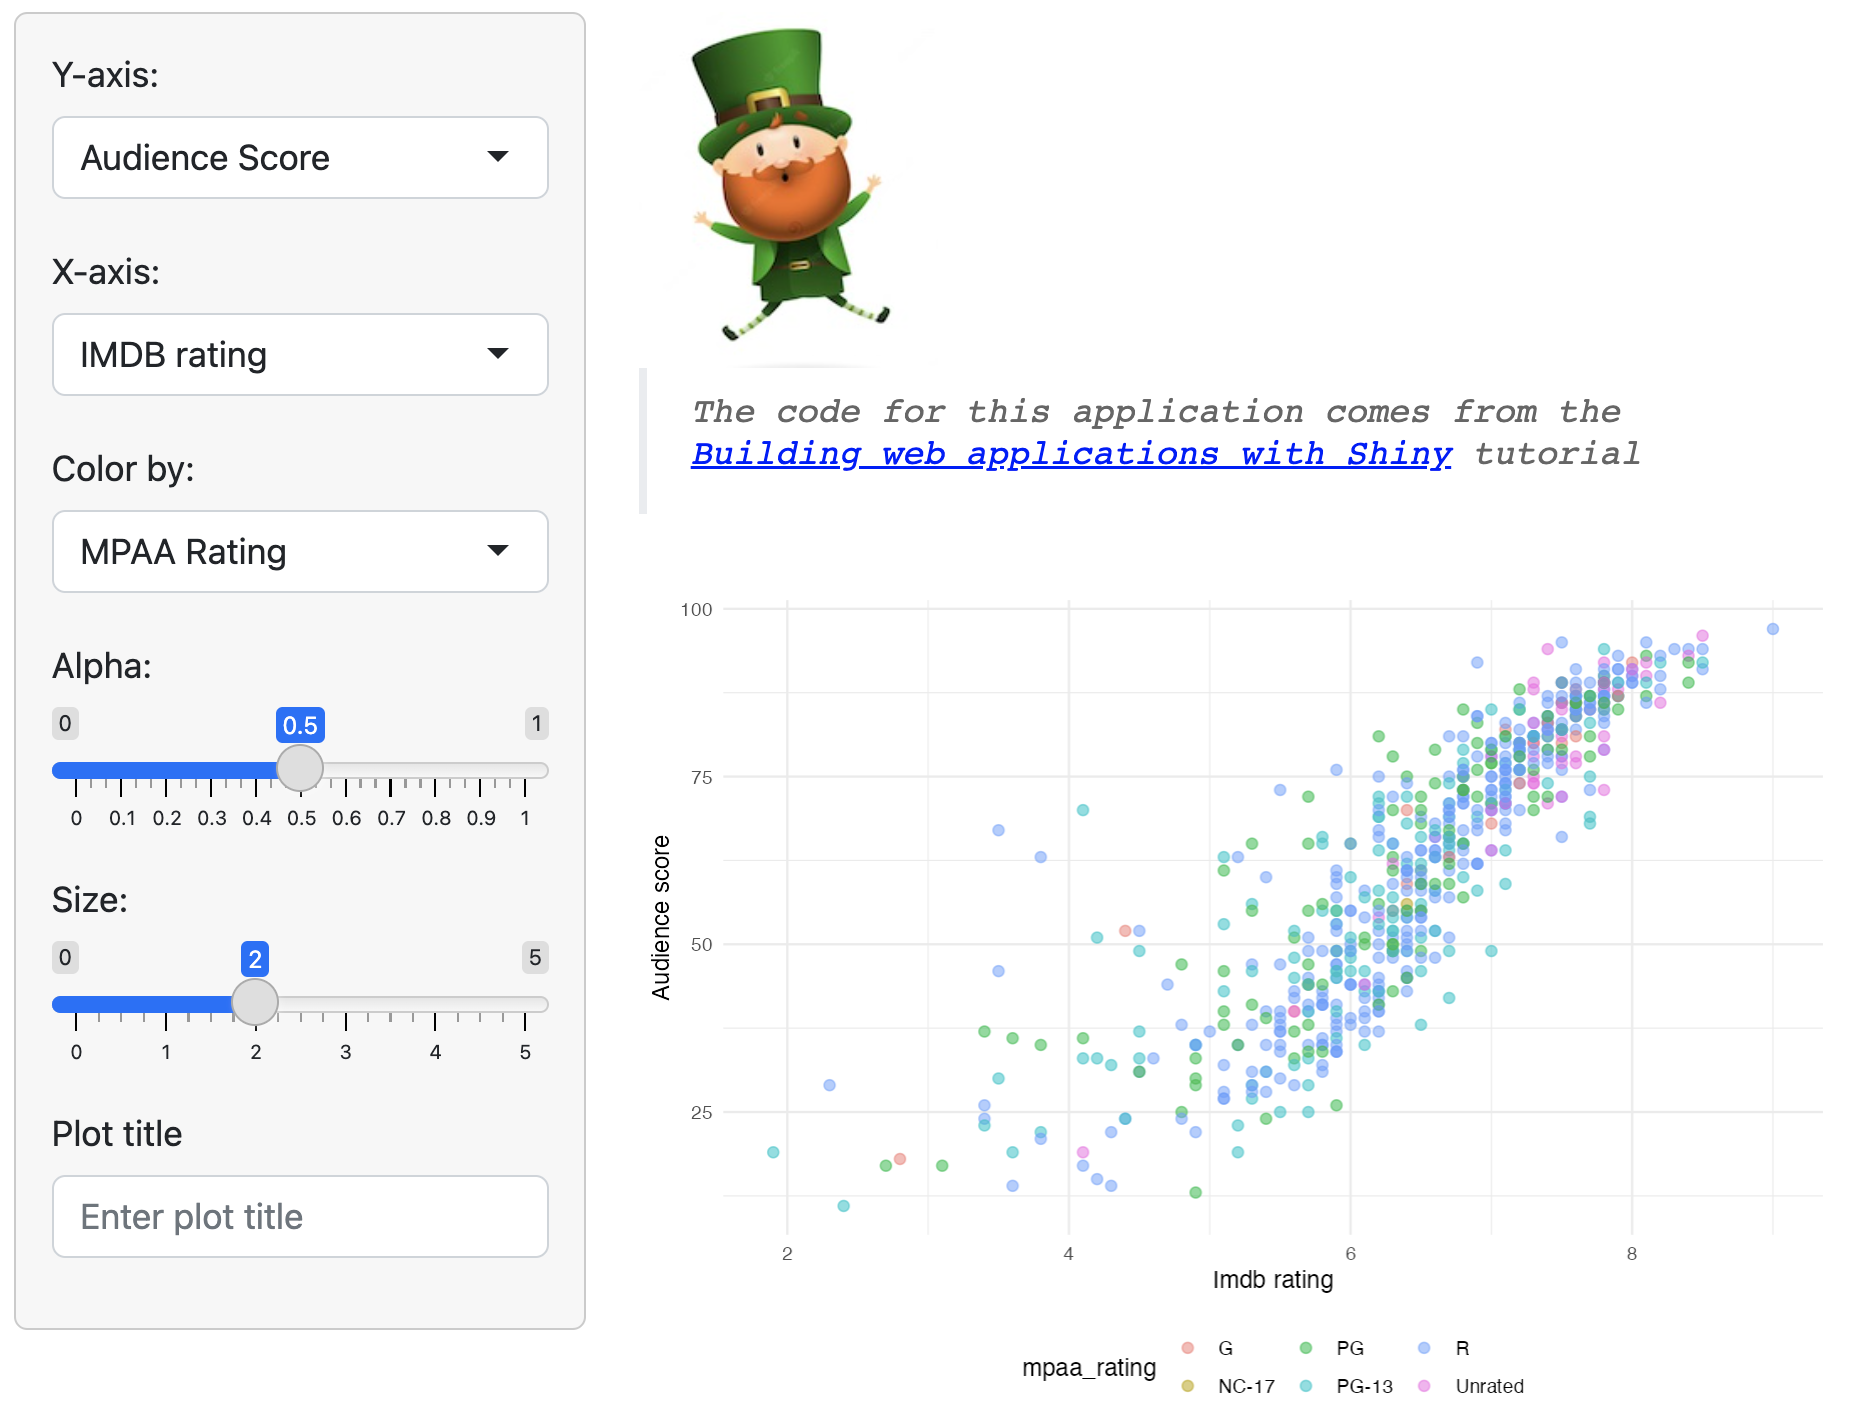 Y-axis:
Audience Score
X-axis:
IMDB rating
Color by:
MPAA Rating
Alpha:
0 0.5 1
0 0.1 0.2 0.3 0.4 0.5 0.6 0.7 0.8 0.9 1
Size:
0 2 5
0 1 2 3 4 5
Plot title
Enter plot title
The code for this application comes from the
Building web applications with Shiny tutorial
100
75
50
25
Audience score
2 4 6 8
Imdb rating
mpaa_rating
G PG R
NC-17 PG-13 Unrated